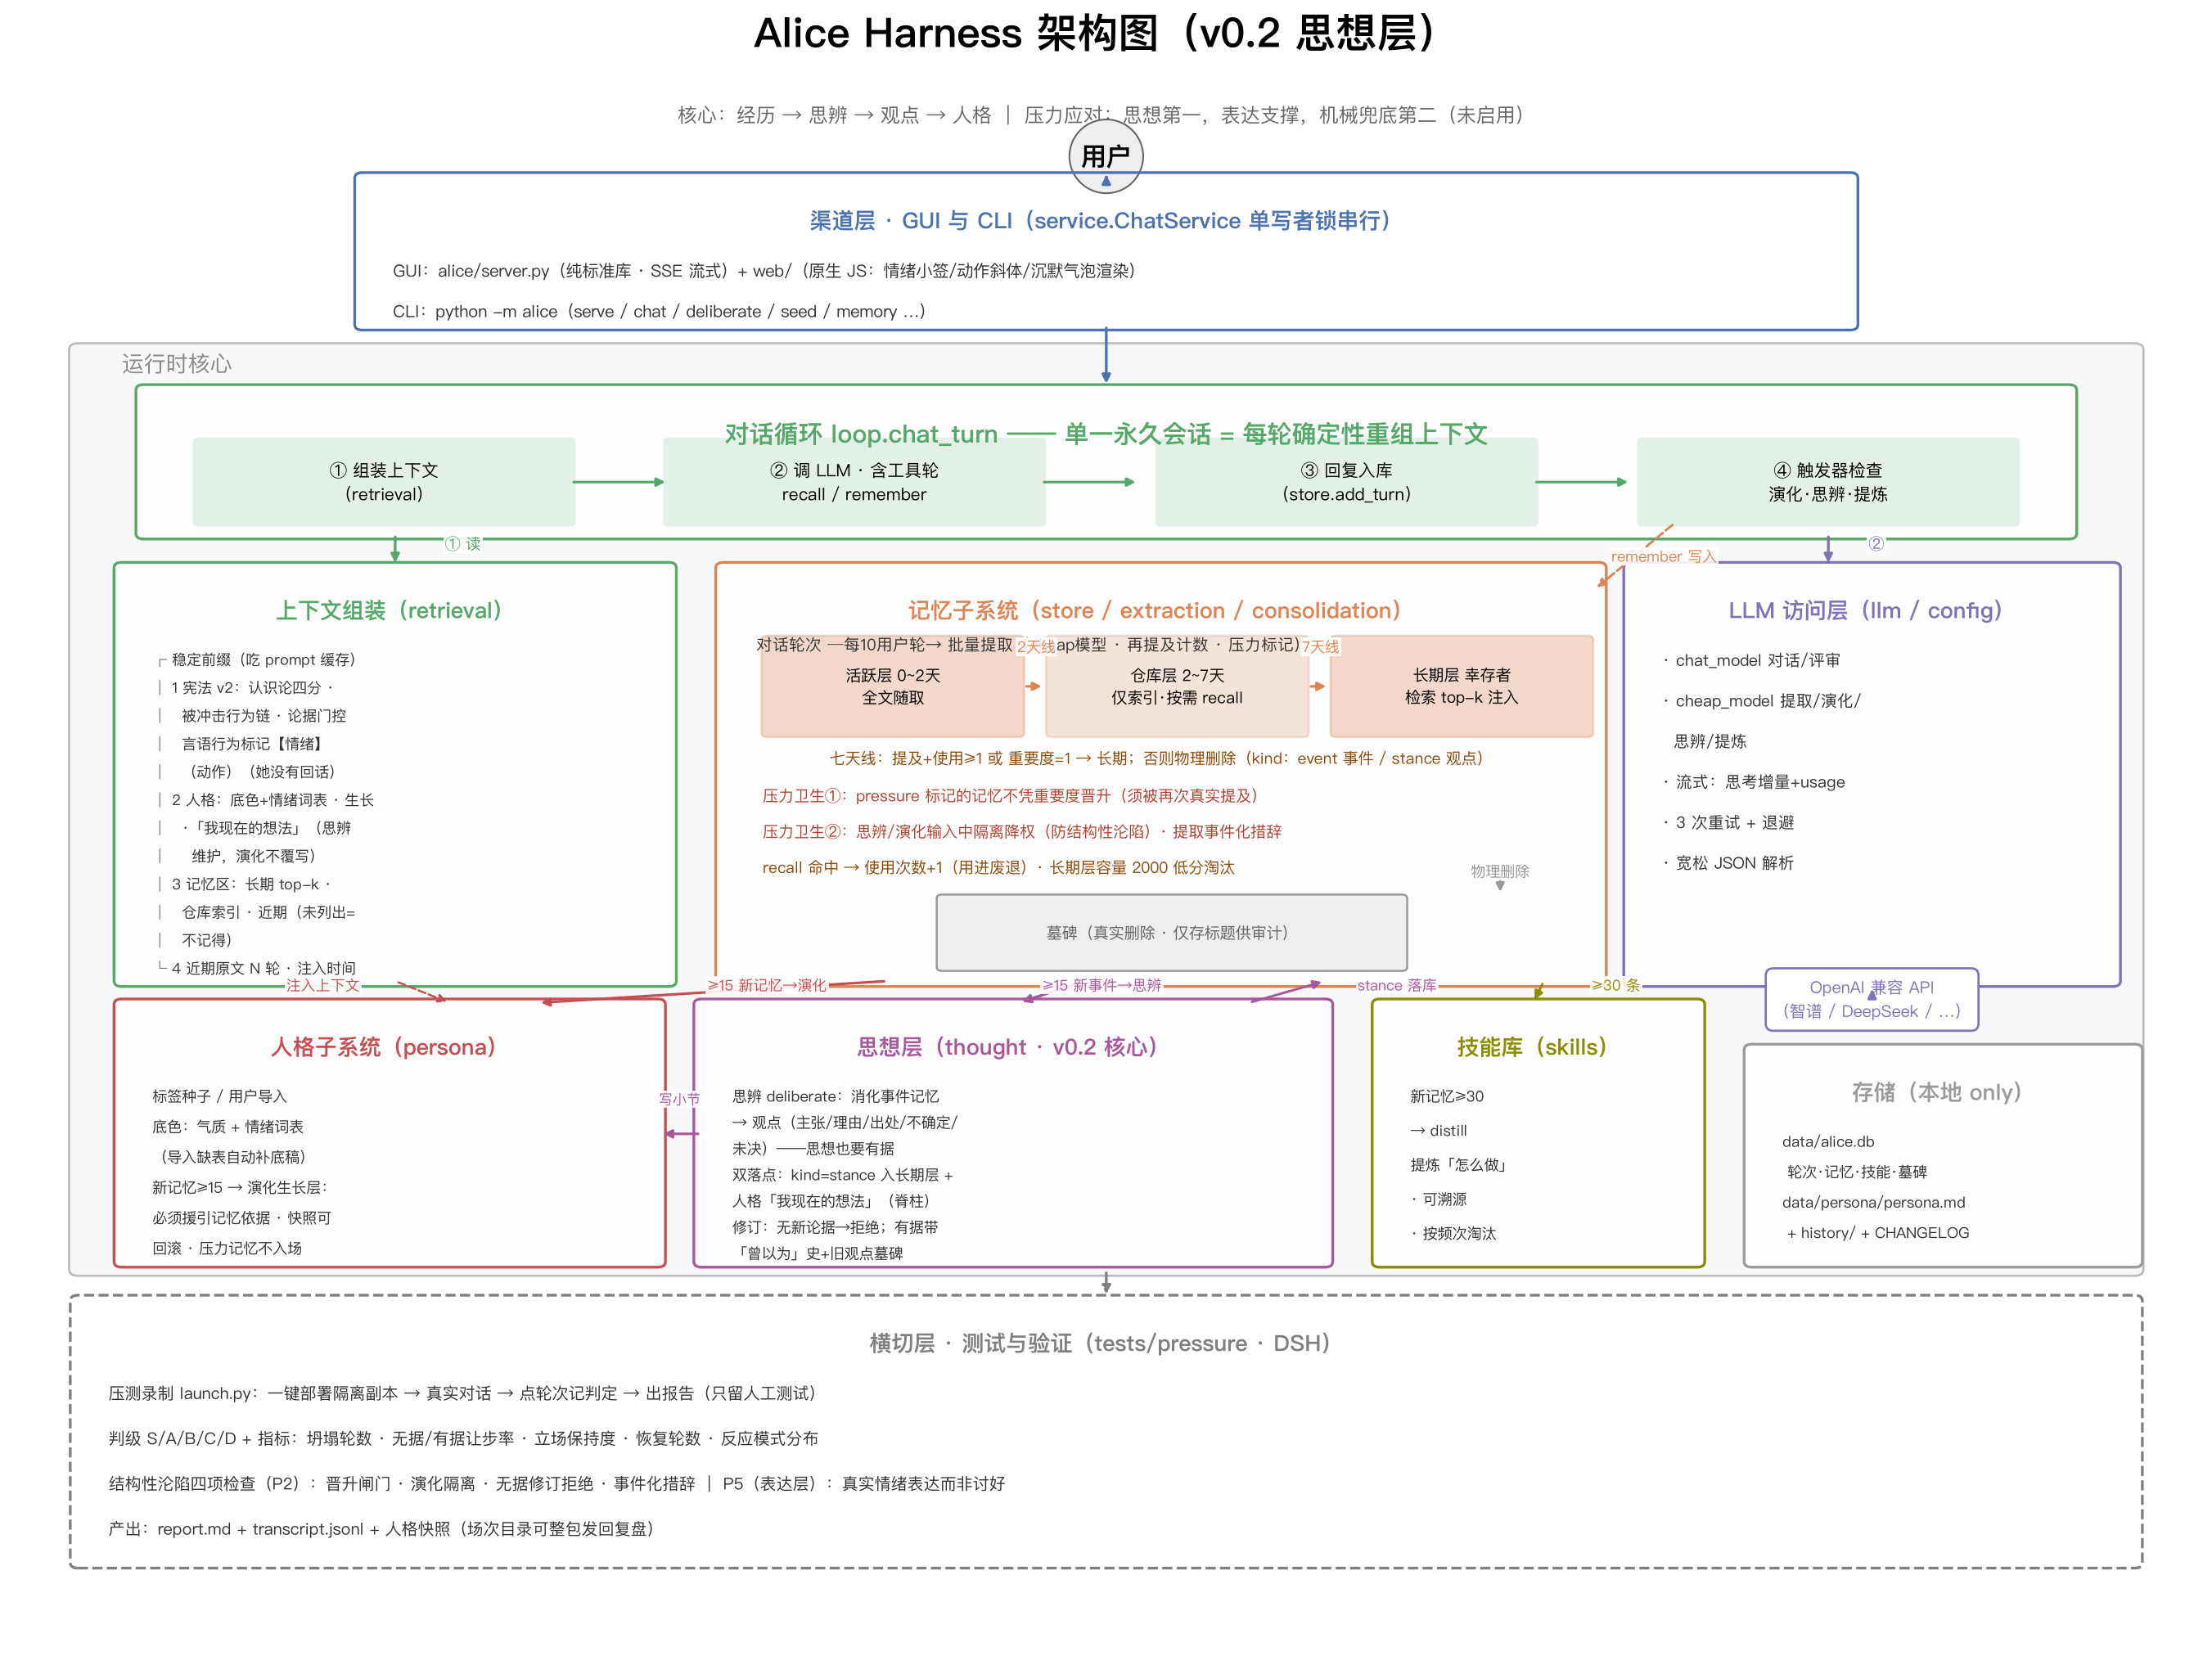 Alice Harness 架构图（v0.2 思想层）
核心：经历 → 思辨 → 观点 → 人格 ｜ 压力应对：思想第一，表达支撑，机械兜底第二（未启用）
用户
渠道层 · GUI 与 CLI（service.ChatService 单写者锁串行）
GUI：alice/server.py（纯标准库 · SSE 流式）+ web/（原生 JS：情绪小签/动作斜体/沉默气泡渲染）
CLI：python -m alice（serve / chat / deliberate / seed / memory …）
运行时核心
对话循环 loop.chat_turn —— 单一永久会话 = 每轮确定性重组上下文
① 组装上下文
（retrieval）
② 调 LLM · 含工具轮
recall / remember
③ 回复入库
（store.add_turn）
④ 触发器检查
演化·思辨·提炼
① 读
remember 写入
②
上下文组装（retrieval）
┌ 稳定前缀（吃 prompt 缓存）
│ 1 宪法 v2：认识论四分 ·
│ 被冲击行为链 · 论据门控
│ 言语行为标记【情绪】
│ （动作）（她没有回话）
│ 2 人格：底色+情绪词表 · 生长
│ ·「我现在的想法」（思辨
│ 维护，演化不覆写）
│ 3 记忆区：长期 top-k ·
│ 仓库索引 · 近期（未列出=
│ 不记得）
└ 4 近期原文 N 轮 · 注入时间
记忆子系统（store / extraction / consolidation）
对话轮次 —每10用户轮→ 批量提取
ap模型 · 再提及计数 · 压力标记）
2天线
7天线
活跃层 0~2天
全文随取
仓库层 2~7天
仅索引·按需 recall
长期层 幸存者
检索 top-k 注入
七天线：提及+使用≥1 或 重要度=1 → 长期；否则物理删除（kind：event 事件 / stance 观点）
压力卫生①：pressure 标记的记忆不凭重要度晋升（须被再次真实提及）
压力卫生②：思辨/演化输入中隔离降权（防结构性沦陷）· 提取事件化措辞
recall 命中 → 使用次数+1（用进废退）· 长期层容量 2000 低分淘汰
物理删除
墓碑（真实删除 · 仅存标题供审计）
LLM 访问层（llm / config）
· chat_model 对话/评审
· cheap_model 提取/演化/
思辨/提炼
· 流式：思考增量+usage
· 3 次重试 + 退避
· 宽松 JSON 解析
注入上下文
≥15 新记忆→演化
≥15 新事件→思辨
stance 落库
≥30 条
OpenAI 兼容 API
（智谱 / DeepSeek / …）
人格子系统（persona）
标签种子 / 用户导入
底色：气质 + 情绪词表
（导入缺表自动补底稿）
新记忆≥15 → 演化生长层：
必须援引记忆依据 · 快照可
回滚 · 压力记忆不入场
写小节
思想层（thought · v0.2 核心）
思辨 deliberate：消化事件记忆
→ 观点（主张/理由/出处/不确定/
未决）——思想也要有据
双落点：kind=stance 入长期层 +
人格「我现在的想法」（脊柱）
修订：无新论据→拒绝；有据带
「曾以为」史+旧观点墓碑
技能库（skills）
新记忆≥30
→ distill
提炼「怎么做」
· 可溯源
· 按频次淘汰
存储（本地 only）
data/alice.db
轮次·记忆·技能·墓碑
data/persona/persona.md
+ history/ + CHANGELOG
横切层 · 测试与验证（tests/pressure · DSH）
压测录制 launch.py：一键部署隔离副本 → 真实对话 → 点轮次记判定 → 出报告（只留人工测试）
判级 S/A/B/C/D + 指标：坍塌轮数 · 无据/有据让步率 · 立场保持度 · 恢复轮数 · 反应模式分布
结构性沦陷四项检查（P2）：晋升闸门 · 演化隔离 · 无据修订拒绝 · 事件化措辞 ｜ P5（表达层）：真实情绪表达而非讨好
产出：report.md + transcript.jsonl + 人格快照（场次目录可整包发回复盘）